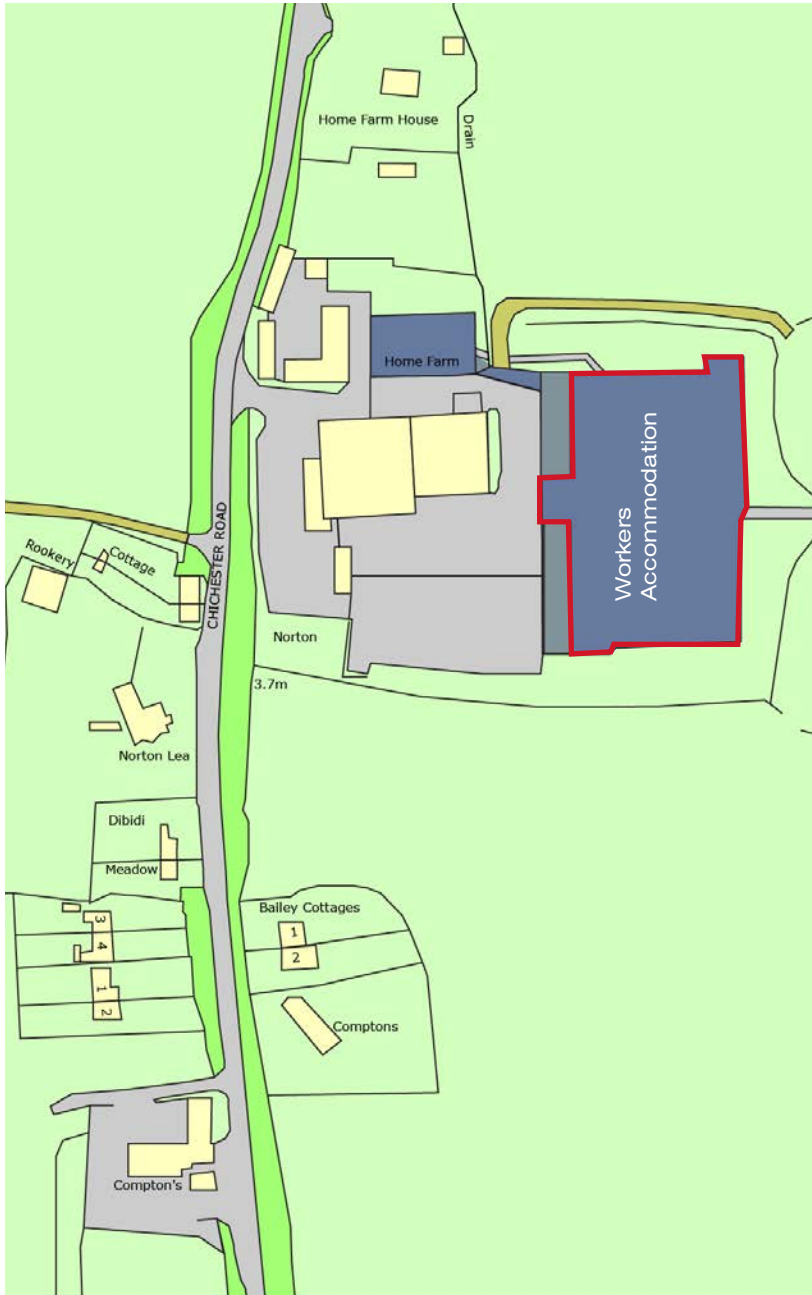 Home Farm House
Drain
Home Farm
Workers
Accommodation
CHICHESTER ROAD
Rookery
Cottage
Norton
3.7m
Norton Lea
Dibidi
Meadow
Bailey Cottages
1
2
3
4
1
2
Comptons
Compton's